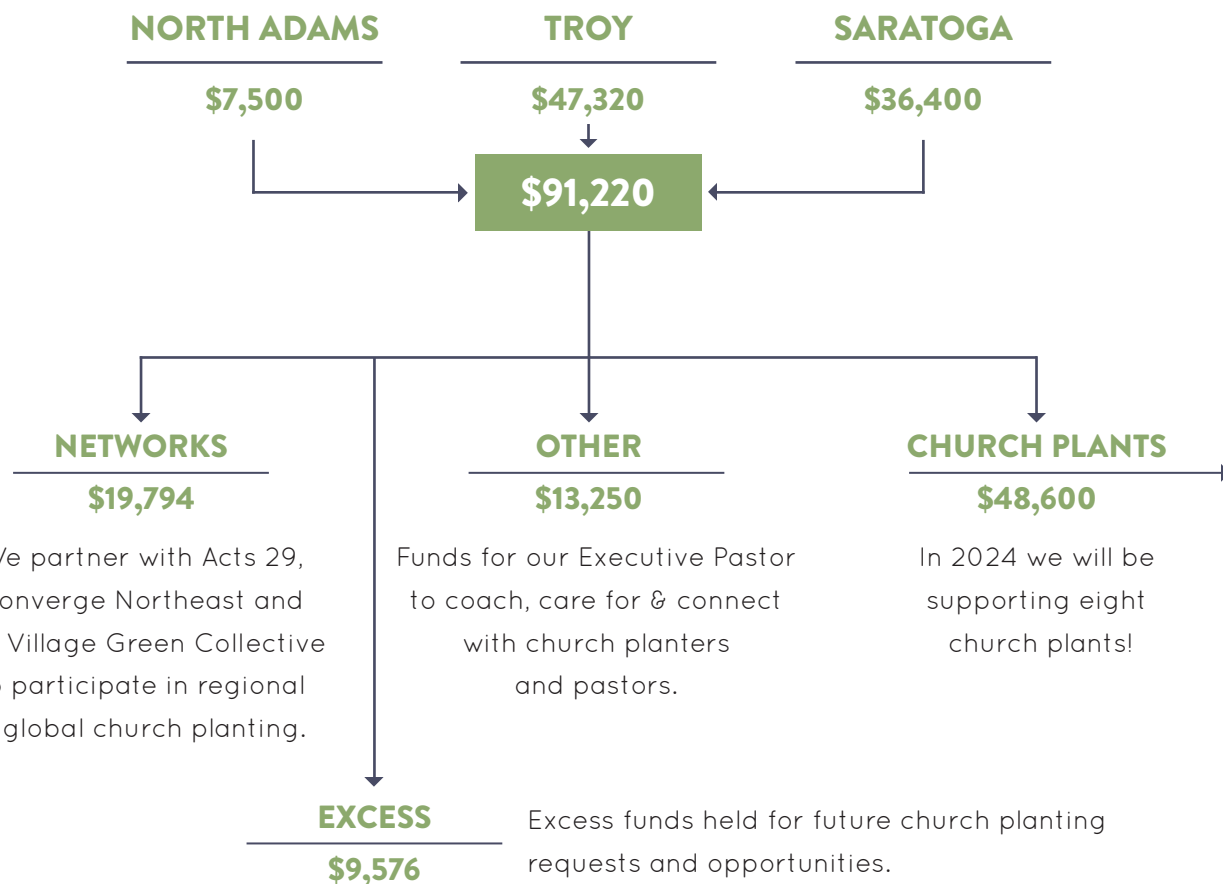 NORTH ADAMS
$7,500
TROY
$47,320
SARATOGA
$36,400
$91,220
NETWORKS
$19,794
partner with Acts 29,
Northeast and
Village Green Collective
participate in regional
global church planting.
OTHER
$13,250
Funds for our Executive Pastor
to coach, care for & connect
with church planters
and pastors.
CHURCH PLANTS
$48,600
In 2024 we will be
supporting eight
church plants!
EXCESS
$9,576
Excess funds held for future church planting
requests and opportunities.